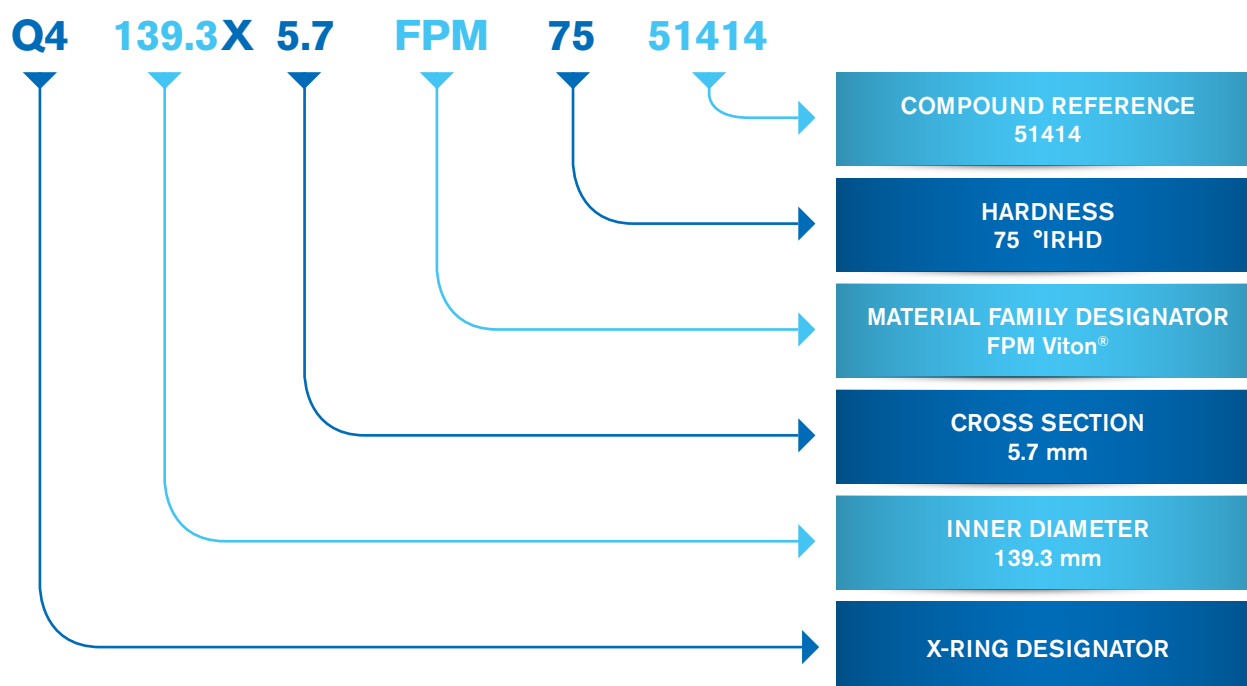 Q4 139.3X 5.7 FPM 75 51414
COMPOUND REFERENCE
51414
HARDNESS
75 °IRHD
MATERIAL FAMILY DESIGNATOR
FPM Viton®
CROSS SECTION
5.7 mm
INNER DIAMETER
139.3 mm
X-RING DESIGNATOR